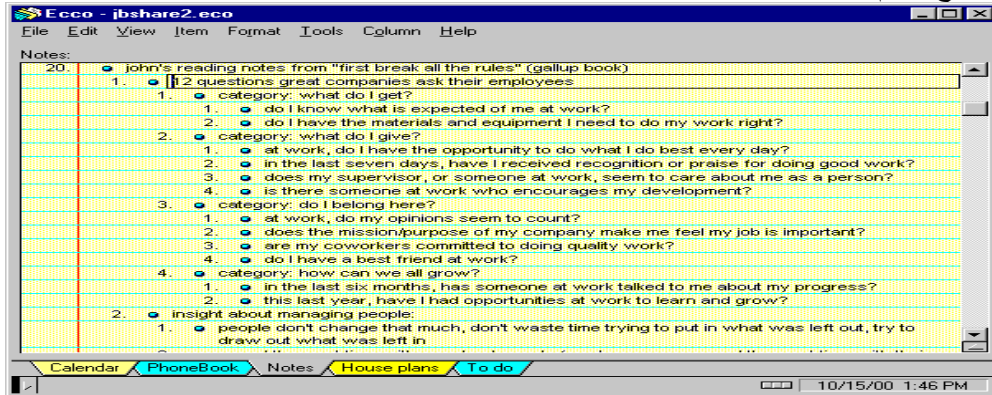 Ecco - jbshare2.eco
File Edit View Item Format Tools Column Help
Notes:
20. john's reading notes from "first break all the rules" (gallup book)
1. 12 questions great companies ask their employees
1. category: what do I get?
1. do I know what is expected of me at work?
2. do I have the materials and equipment I need to do my work right?
2. category: what do I give?
1. at work, do I have the opportunity to do what I do best every day?
2. in the last seven days, have I received recognition or praise for doing good work?
3. does my supervisor, or someone at work, seem to care about me as a person?
4. is there someone at work who encourages my development?
3. category: do I belong here?
1. at work, do my opinions seem to count?
2. does the mission/purpose of my company make me feel my job is important?
3. are my coworkers committed to doing quality work?
4. do I have a best friend at work?
4. category: how can we all grow?
1. in the last six months, has someone at work talked to me about my progress?
2. this last year, have I had opportunities at work to learn and grow?
2. insight about managing people:
1. people don't change that much, don't waste time trying to put in what was left out, try to
draw out what was left in
Calendar PhoneBook Notes House plans To do
10/15/00 1:46 PM